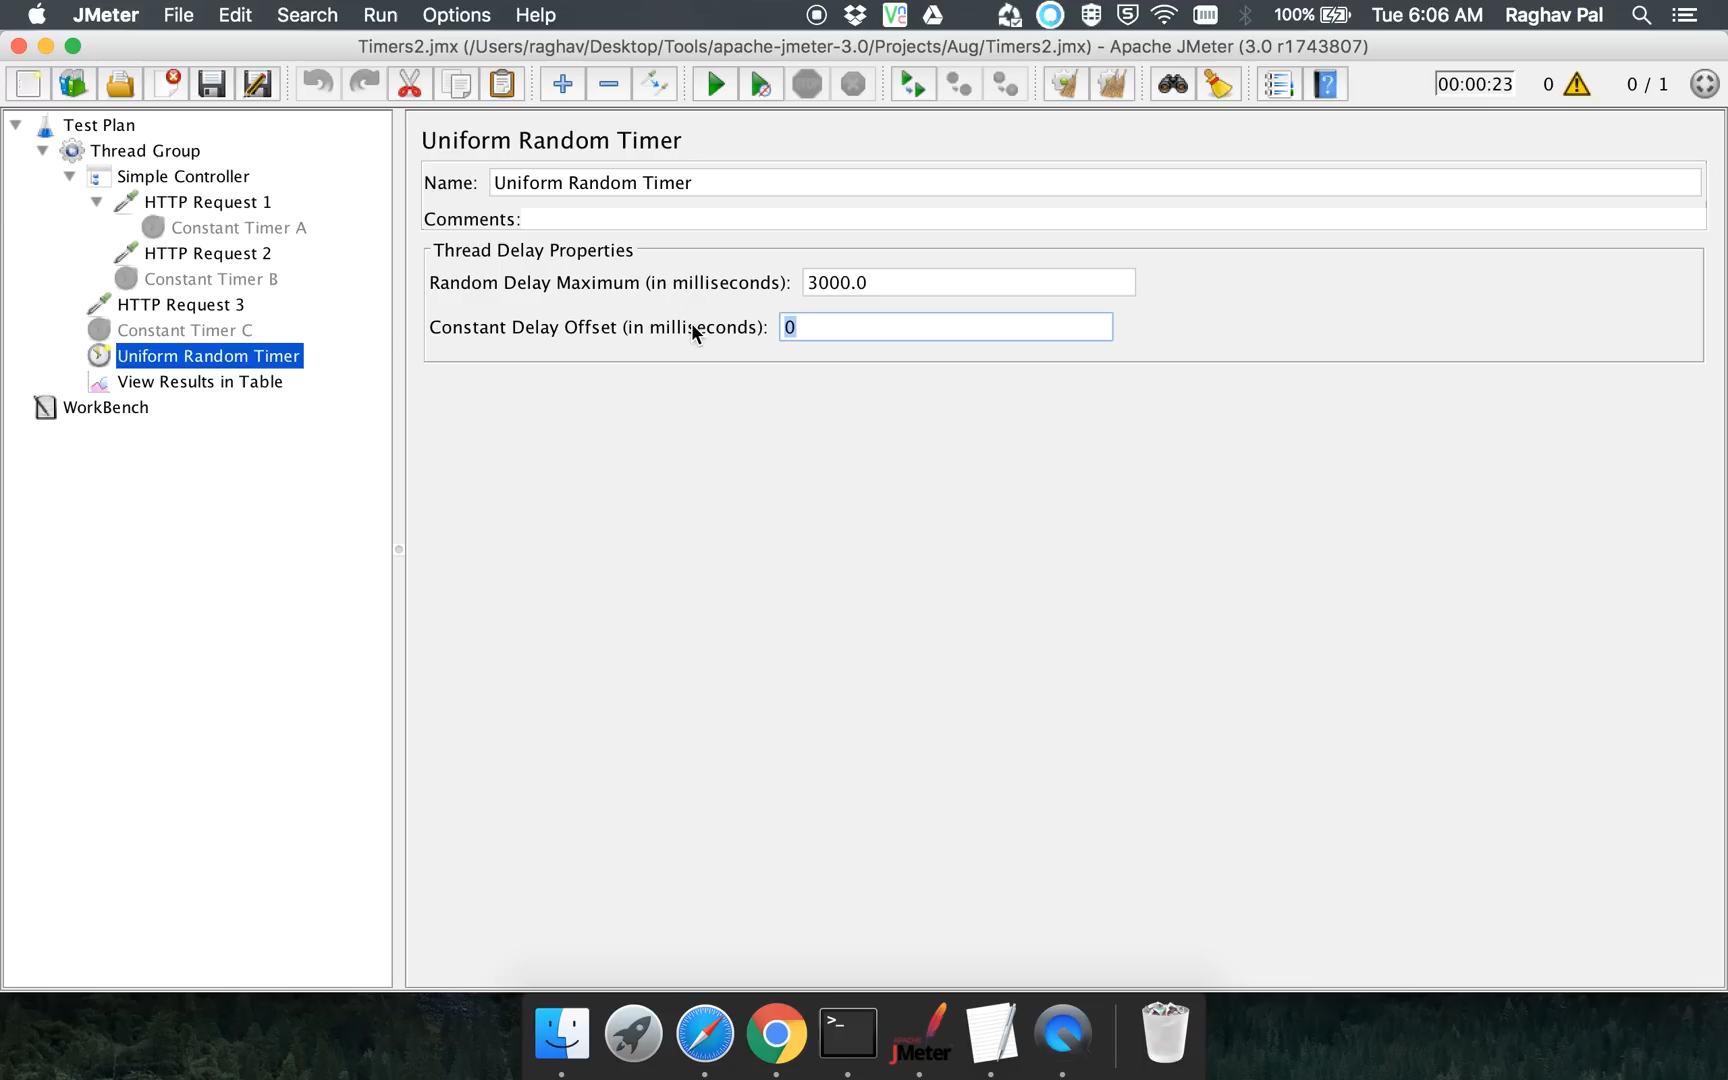 JMeter File Edit Search Run Options Help 100% Tue 6:06 AM Raghav Pal
Timers2.jmx (/Users/raghav/Desktop/Tools/apache-jmeter-3.0/Projects/Aug/Timers2.jmx) - Apache JMeter (3.0 r1743807)
00:00:23 0 0 / 1
Test Plan
Thread Group
Simple Controller
HTTP Request 1
Constant Timer A
HTTP Request 2
Constant Timer B
HTTP Request 3
Constant Timer C
Uniform Random Timer
View Results in Table
WorkBench
Uniform Random Timer
Name: Uniform Random Timer
Comments:
Thread Delay Properties
Random Delay Maximum (in milliseconds): 3000.0
Constant Delay Offset (in milliseconds): 0
>_
APACHE
JMeter